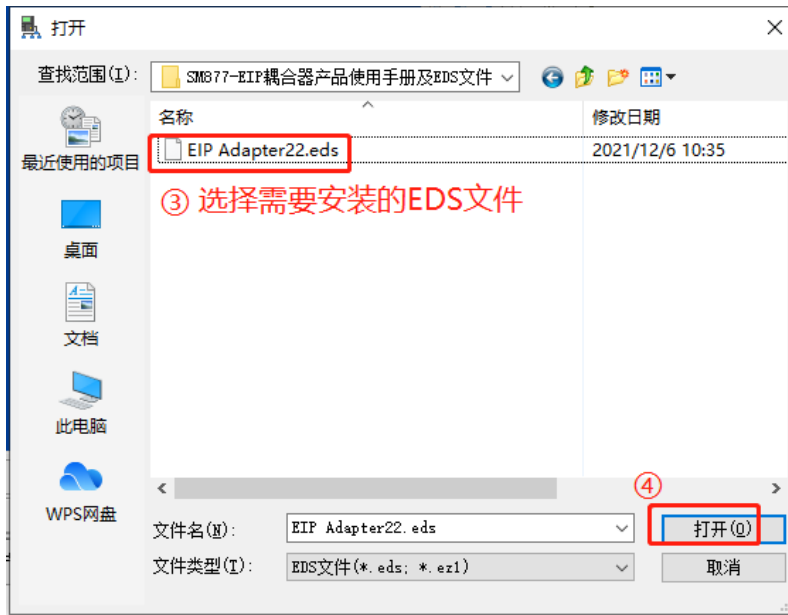 打开
查找范围(I):
SM877-EIP耦合器产品使用手册及EDS文件
名称
修改日期
EIP Adapter22.eds
2021/12/6 10:35
③ 选择需要安装的EDS文件
最近使用的项目
桌面
文档
此电脑
WPS网盘
④
文件名(N):
EIP Adapter22.eds
打开(O)
文件类型(T):
EDS文件(*.eds; *.ez1)
取消